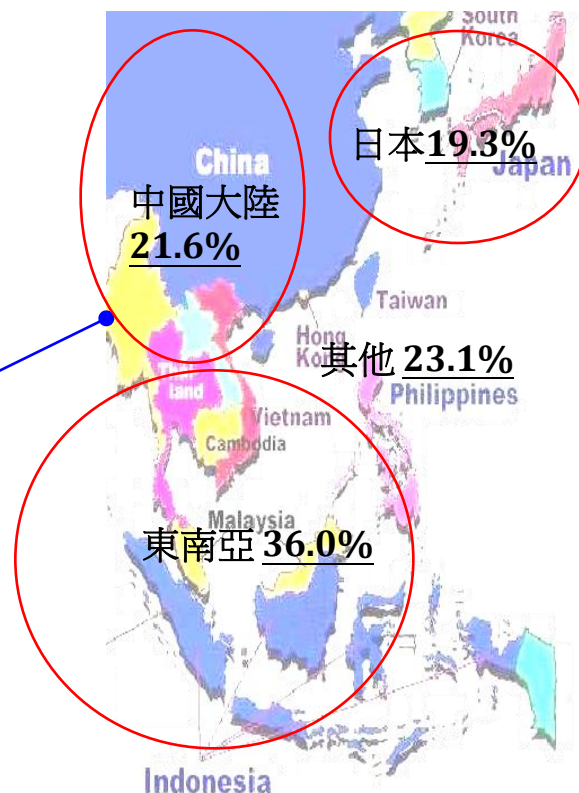 South
Korea
日本19.3%
Japan
China
中國大陸
21.6%
Taiwan
Hong
Kong
其他 23.1%
Thai
land
Philippines
Vietnam
Cambodia
Malaysia
東南亞 36.0%
Indonesia